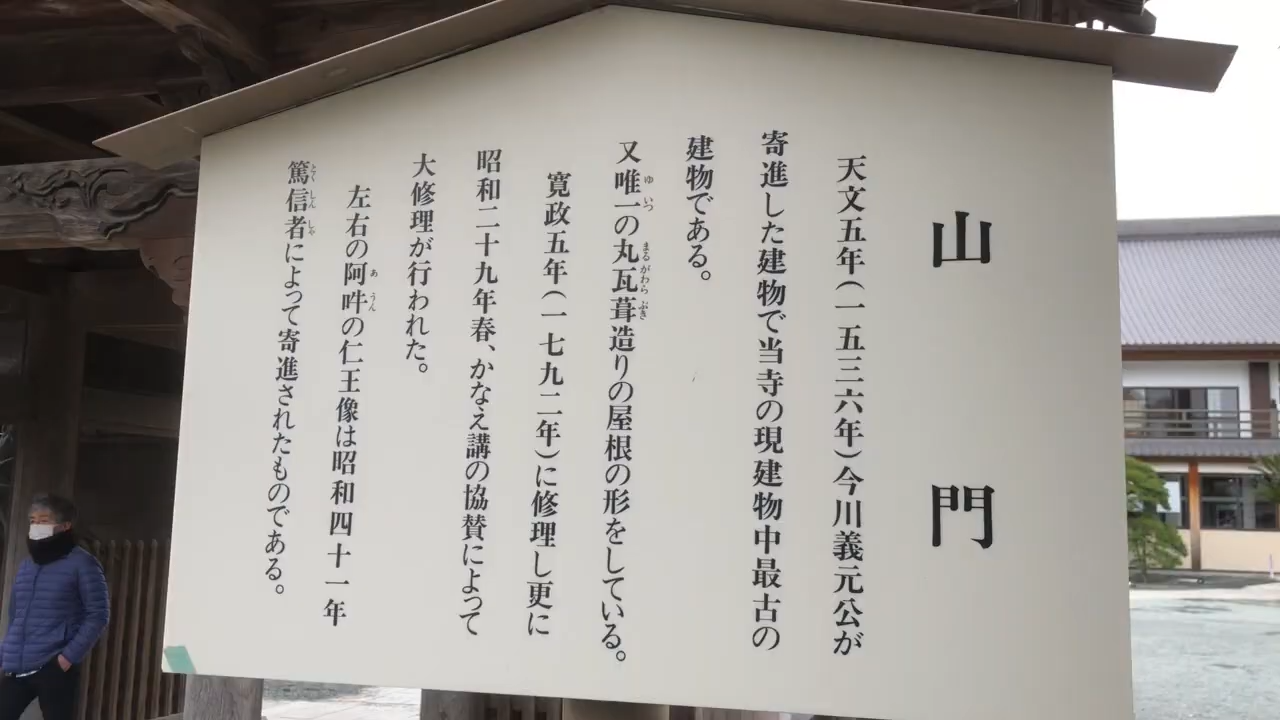 山門
天文五年(一五三六年)今川義元公が
寄進した建物で当寺の現建物中最古の
建物である。
又唯一の丸瓦葺造りの屋根の形をしている。
寛政五年(一七九二年)に修理し更に
昭和二十九年春、かなえ講の協賛によって
大修理が行われた。
左右の阿吽の仁王像は昭和四十一年
篤信者によって寄進されたものである。